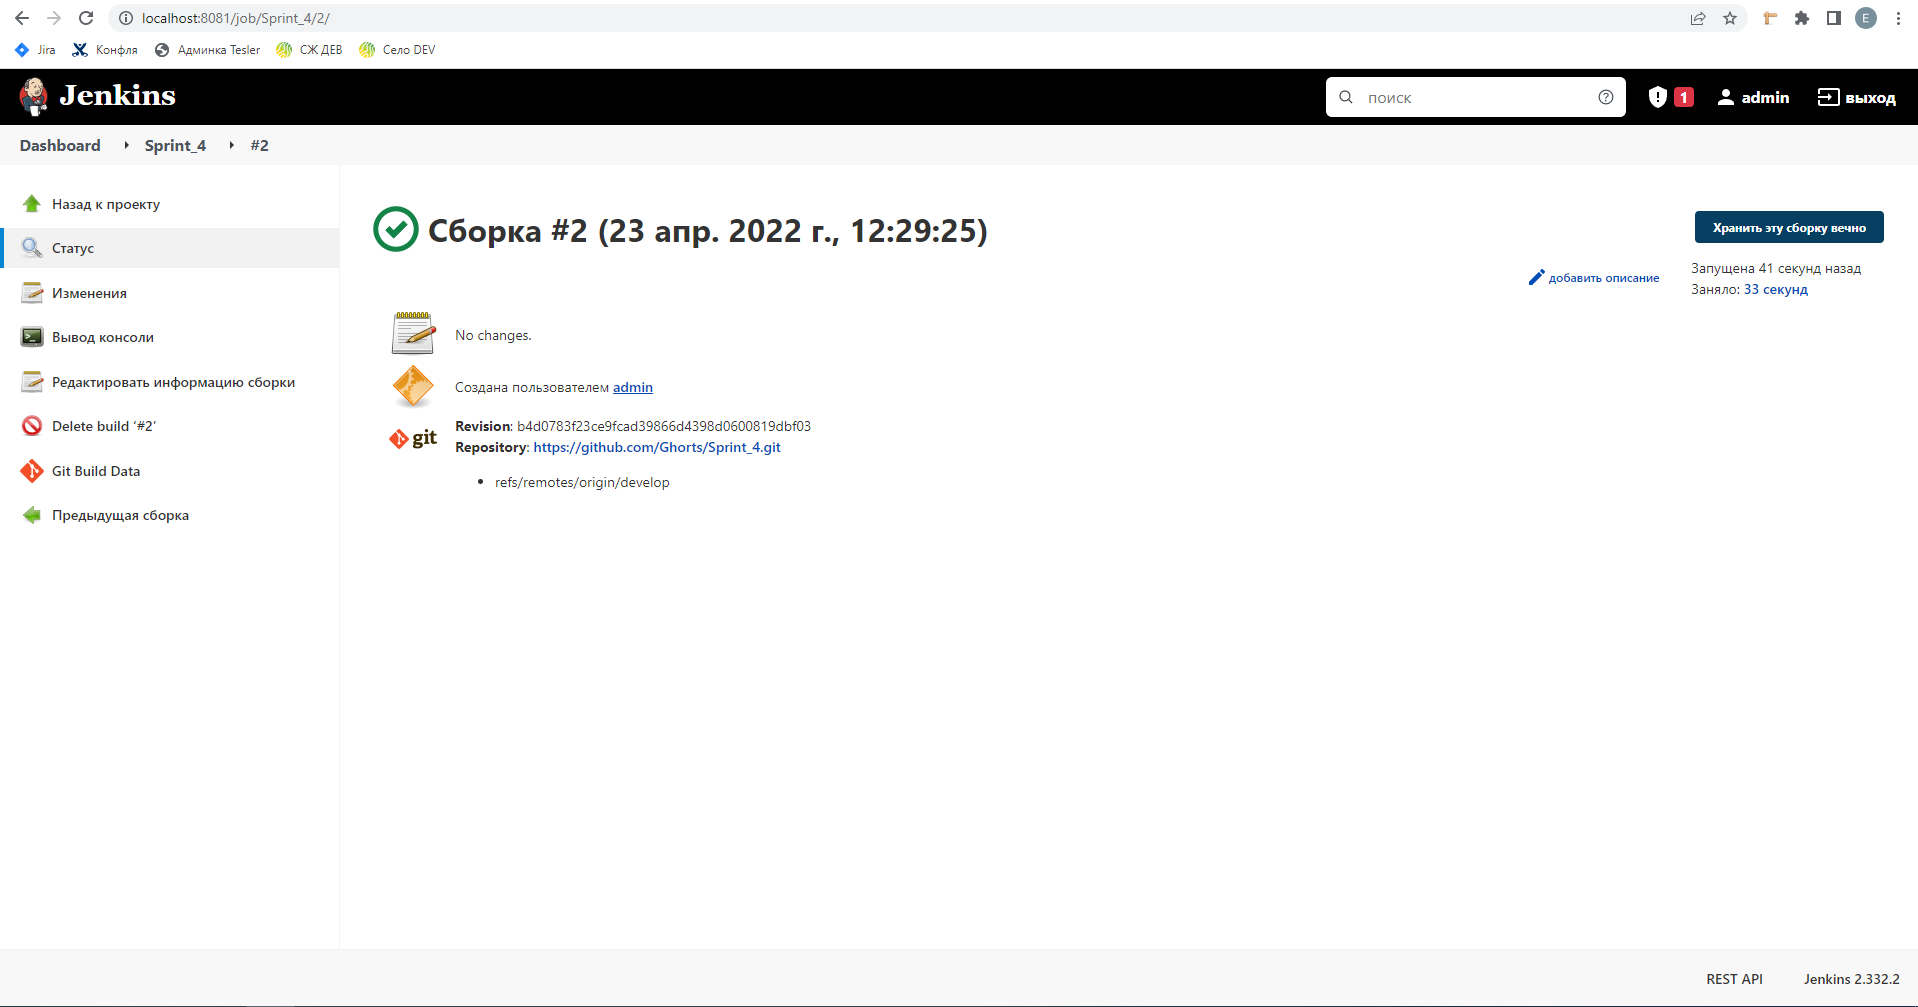 localhost:8081/job/Sprint_4/2/
E
Jira Конфля Админка Tesler СЖ ДЕВ Село DEV
Jenkins
поиск
1
admin
выход
Dashboard Sprint_4 #2
Назад к проекту
Статус
Изменения
Вывод консоли
Редактировать информацию сборки
Delete build ‘#2’
Git Build Data
Предыдущая сборка
Сборка #2 (23 апр. 2022 г., 12:29:25)
Хранить эту сборку вечно
добавить описание
Запущена 41 секунд назад
Заняло: 33 секунд
No changes.
Создана пользователем admin
git
Revision: b4d0783f23ce9fcad39866d4398d0600819dbf03
Repository: https://github.com/Ghorts/Sprint_4.git
• refs/remotes/origin/develop
REST API Jenkins 2.332.2